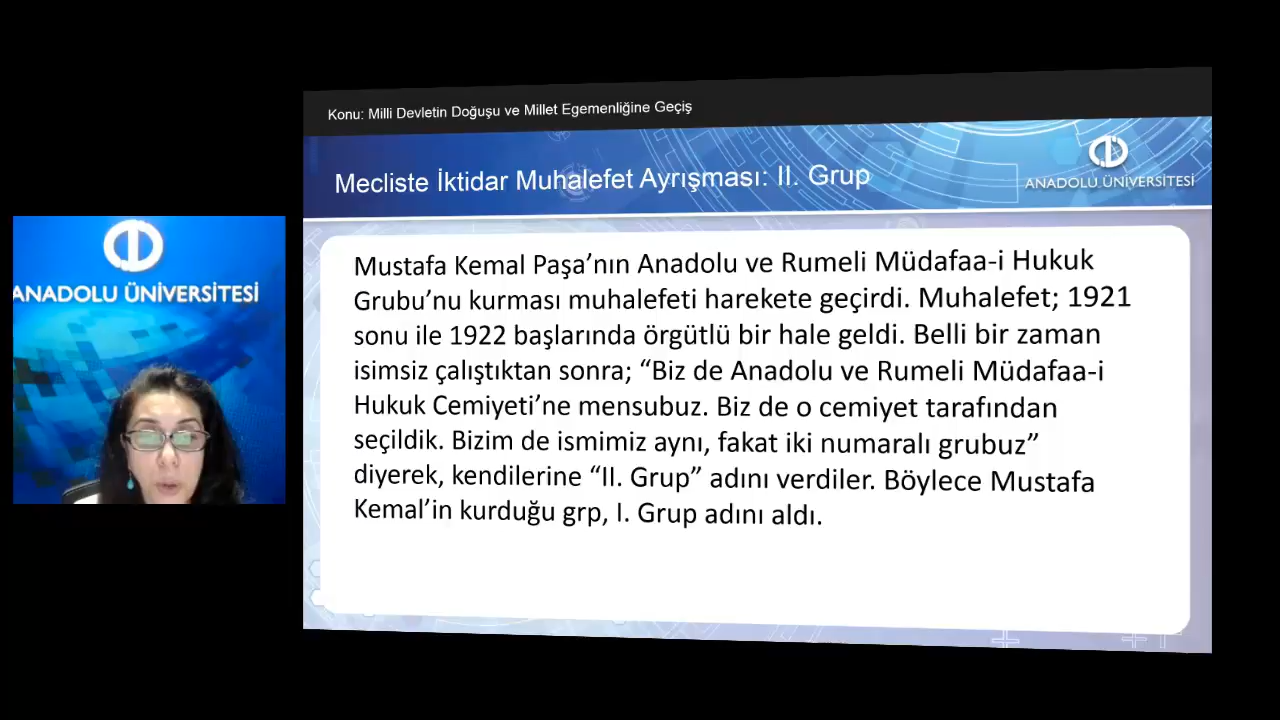 Konu: Milli Devletin Doğuşu ve Millet Egemenliğine Geçiş
Mecliste İktidar Muhalefet Ayrışması: II. Grup
ANADOLU ÜNİVERSİTESİ
Mustafa Kemal Paşa’nın Anadolu ve Rumeli Müdafaa-i Hukuk
Grubu’nu kurması muhalefeti harekete geçirdi. Muhalefet; 1921
sonu ile 1922 başlarında örgütlü bir hale geldi. Belli bir zaman
isimsiz çalıştıktan sonra; “Biz de Anadolu ve Rumeli Müdafaa-i
Hukuk Cemiyeti’ne mensubuz. Biz de o cemiyet tarafından
seçildik. Bizim de ismimiz aynı, fakat iki numaralı grubuz”
diyerek, kendilerine “II. Grup” adını verdiler. Böylece Mustafa
Kemal’in kurduğu grp, I. Grup adını aldı.
ANADOLU ÜNİVERSİTESİ